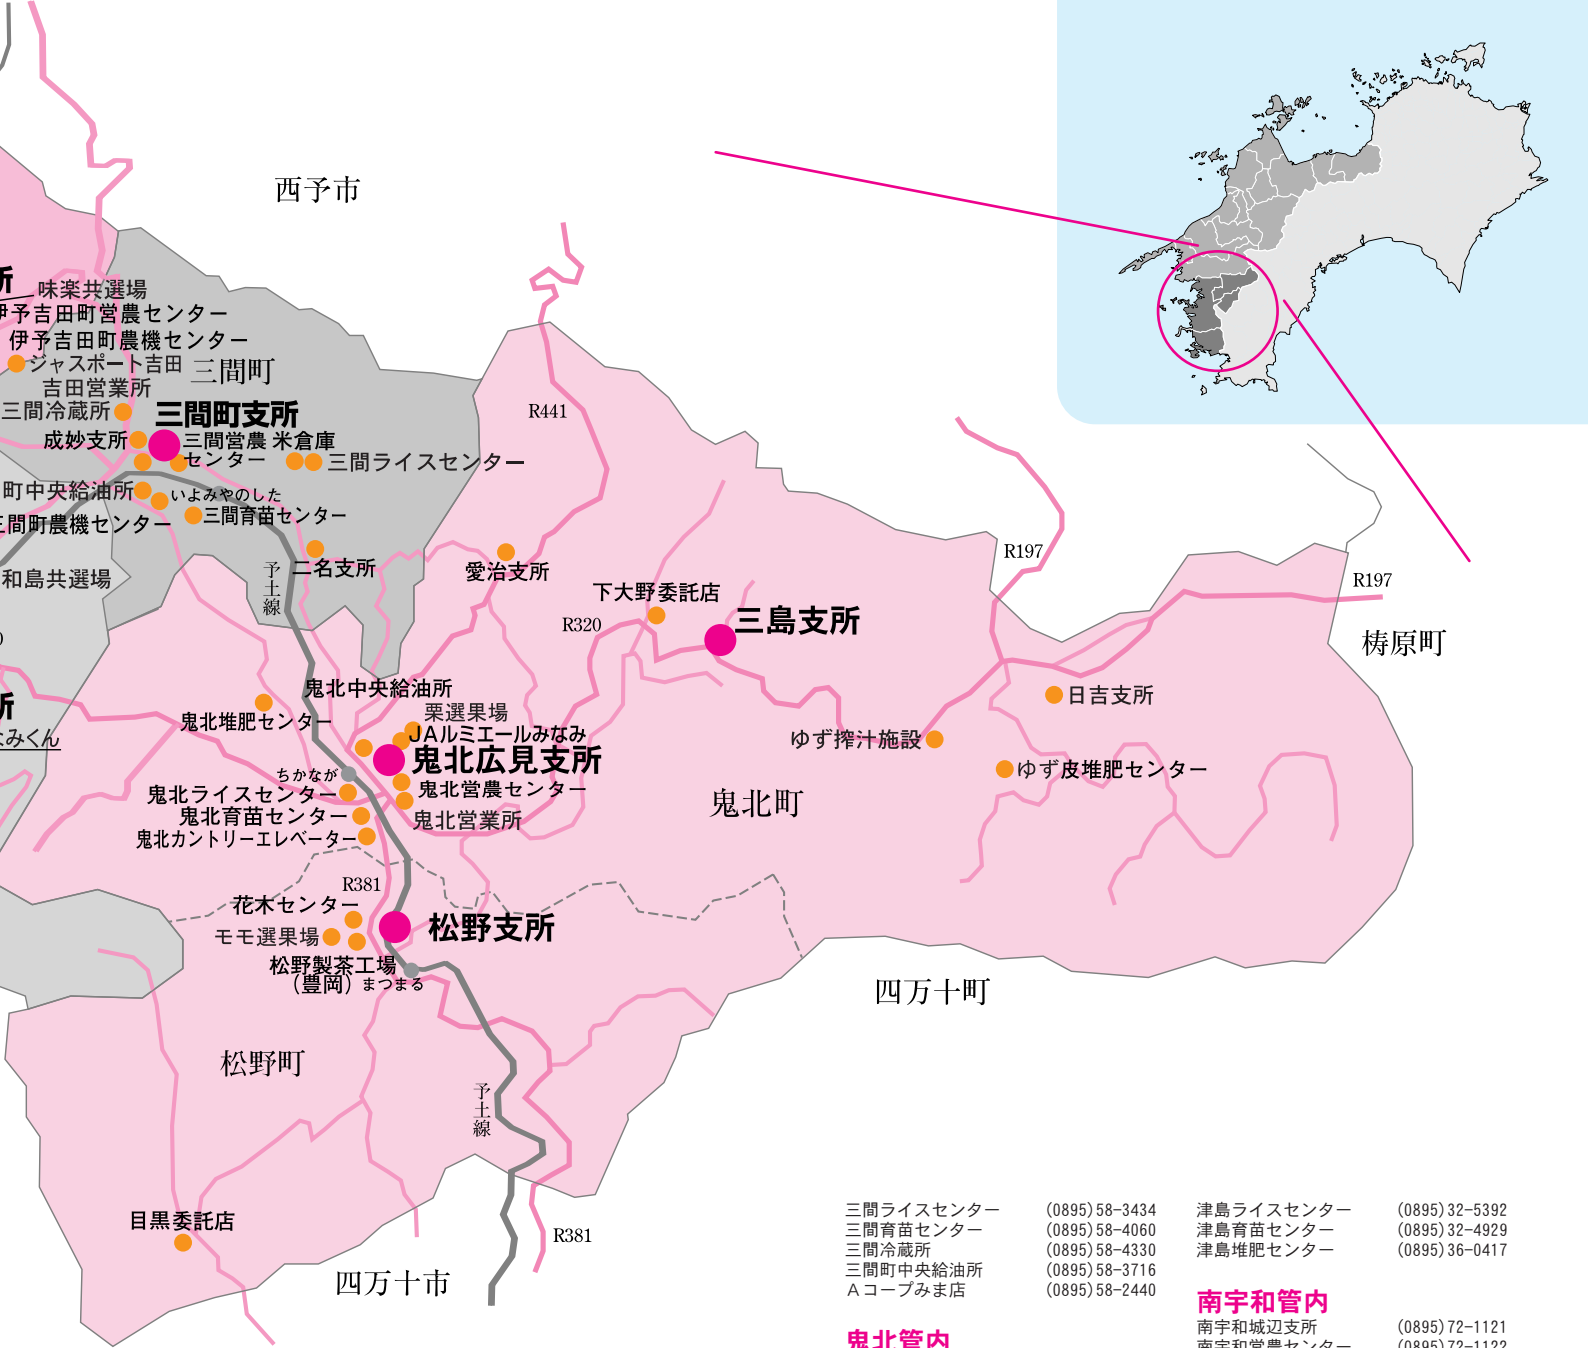 西予市
所
味楽共選場
伊予吉田町営農センター
伊予吉田町農機センター
ジャスポート吉田
三間町
吉田営業所
三間冷蔵所
三間町支所
成妙支所
三間営農
センター
米倉庫
三間ライスセンター
町中央給油所
いよみやのした
三間育苗センター
三間町農機センター
二名支所
和島共選場
予土線
R441
愛治支所
下大野委託店
R320
三島支所
R197
R197
梼原町
日吉支所
ゆず搾汁施設
ゆず皮堆肥センター
鬼北町
所
なみくん
鬼北中央給油所
鬼北堆肥センター
栗選果場
JAルミエールみなみ
鬼北広見支所
ちかなが
鬼北営農センター
鬼北ライスセンター
鬼北育苗センター
鬼北営業所
鬼北カントリーエレベーター
R381
花木センター
モモ選果場
松野支所
松野製茶工場
(豊岡)
まつまる
四万十町
松野町
予土線
目黒委託店
R381
四万十市
三間ライスセンター (0895)58-3434
三間育苗センター (0895)58-4060
三間冷蔵所 (0895)58-4330
三間町中央給油所 (0895)58-3716
Aコープみま店 (0895)58-2440
鬼北管内
津島ライスセンター (0895)32-5392
津島育苗センター (0895)32-4929
津島堆肥センター (0895)36-0417
南宇和管内
南宇和城辺支所 (0895)72-1121
南宇和営農センター (0895)72-1122